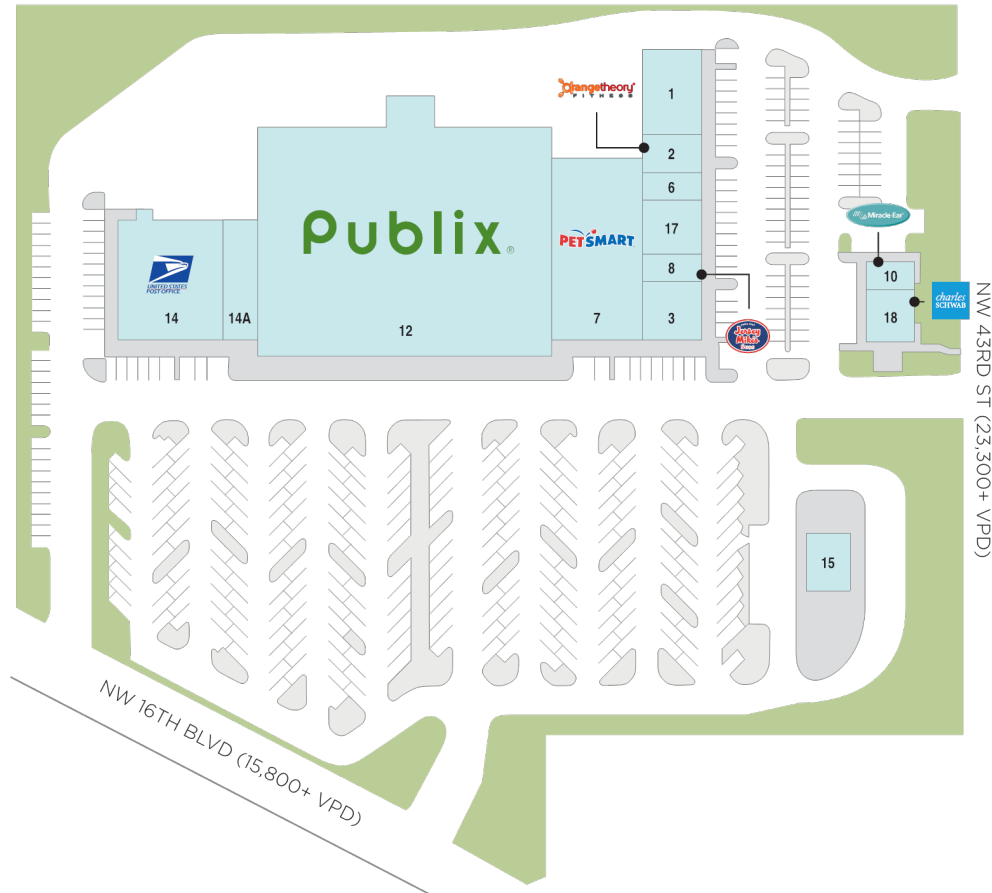 1
Orangetheory®
FITNESS
2
6
17
8
3
Publix®
PETSMART
Miracle-Ear®
10
18
charles
SCHWAB
UNITED STATES
POST OFFICE
14
14A
12
7
Jersey
Mike's
Subs
15
NW 43RD ST (23,300+ VPD)
NW 16TH BLVD (15,800+ VPD)